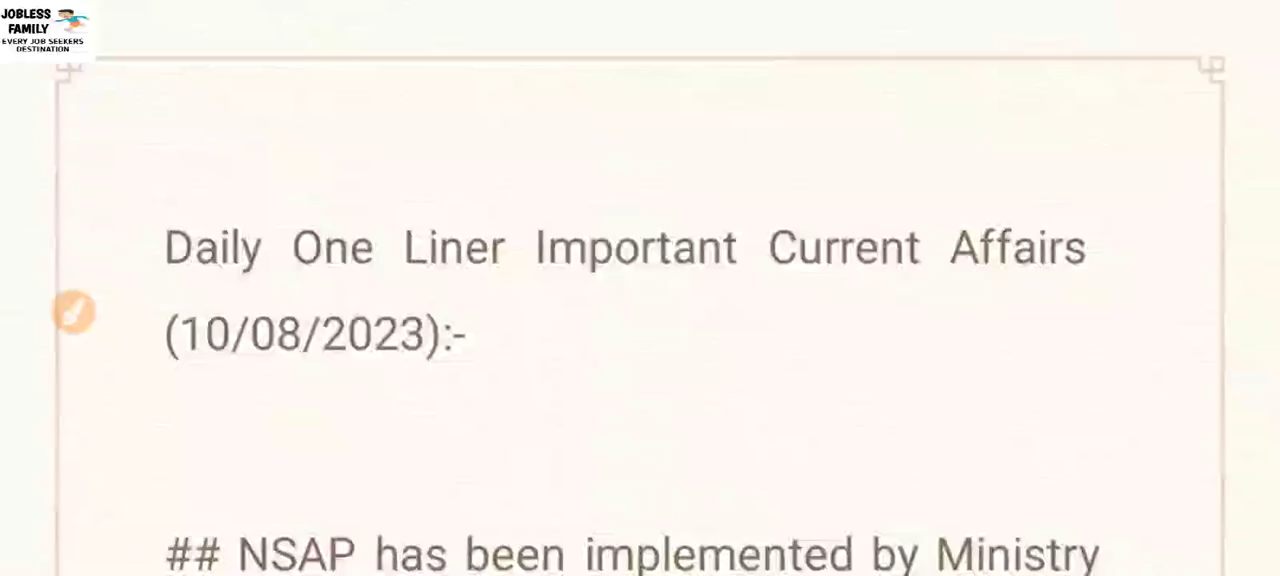 JOBLESS
FAMILY
EVERY JOB SEEKERS
DESTINATION
Daily One Liner Important Current Affairs
(10/08/2023):-
## NSAP has been implemented by Ministry